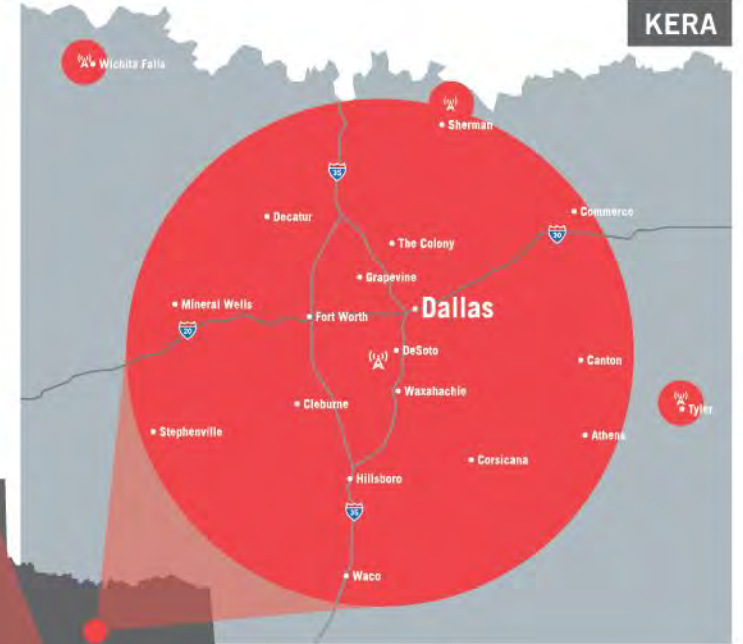 KERA
Wichita Falls
Sherman
35
Decatur
Commerce
30
The Colony
Grapevine
Mineral Wells
Dallas
Fort Worth
20
DeSoto
Canton
Waxahachie
Cleburne
Tyler
Stephenville
Athens
Corsicana
Hillsboro
35
Waco